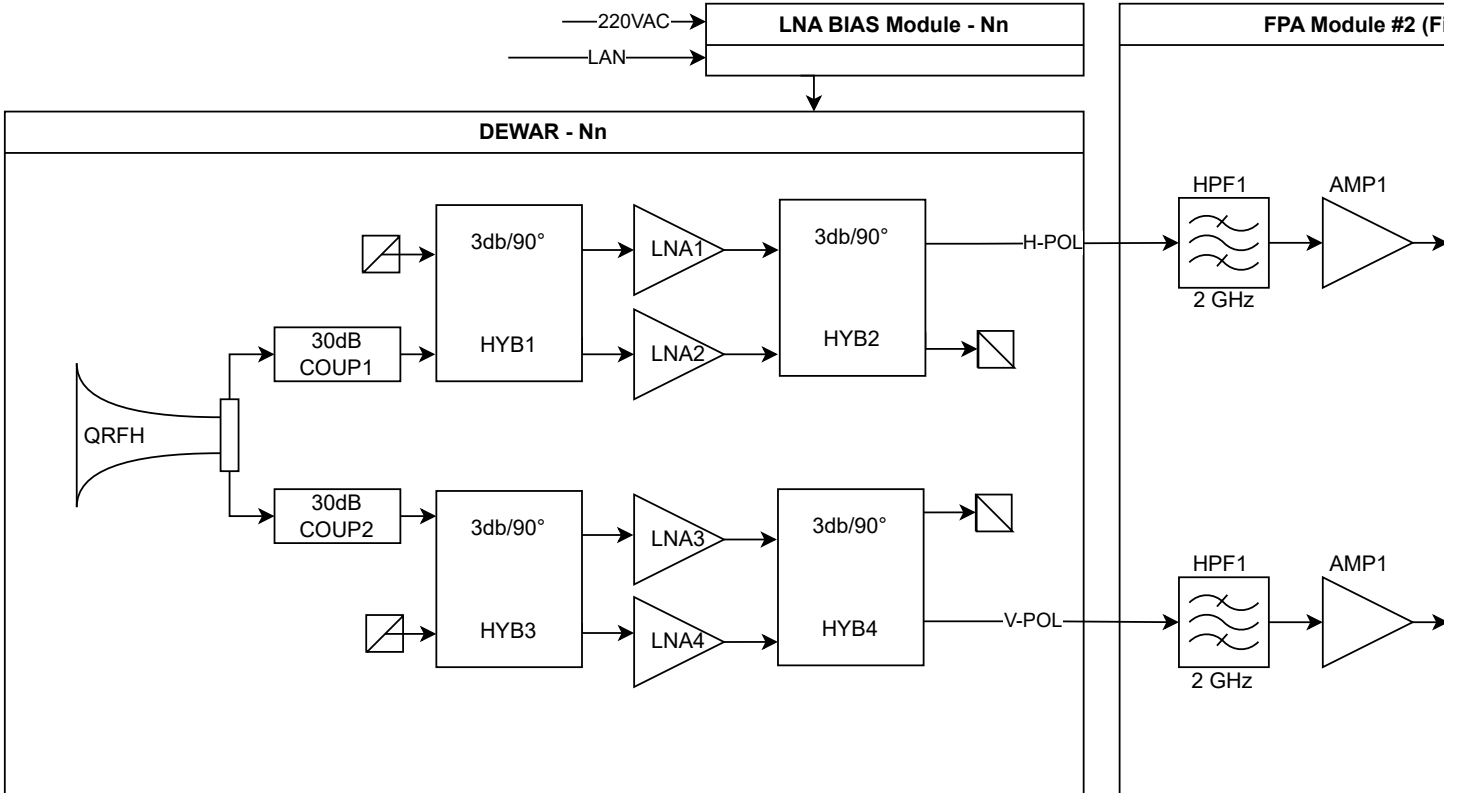 220VAC
LNA BIAS Module - Nn
FPA Module #2 (Fi
LAN
DEWAR - Nn
HPF1
AMP1
3db/90°
LNA1
3db/90°
H-POL
2 GHz
30dB
COUP1
HYB1
LNA2
HYB2
QRFH
30dB
COUP2
3db/90°
LNA3
3db/90°
HPF1
AMP1
HYB3
LNA4
HYB4
V-POL
2 GHz